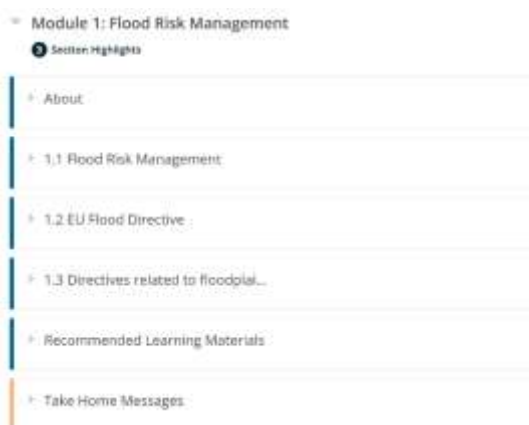 Module 1: Flood Risk Management
3 Section Highlights
About
1.1 Flood Risk Management
1.2 EU Flood Directive
1.3 Directives related to floodplai...
Recommended Learning Materials
Take Home Messages